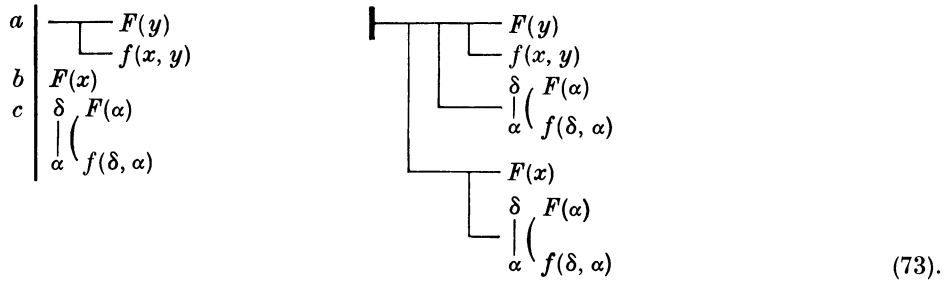 a F(y) F(y)
f(x, y) f(x, y)
b F(x) δ F(α)
c δ F(α) α f(δ, α)
α f(δ, α) F(x)
δ F(α)
α f(δ, α)
(73).